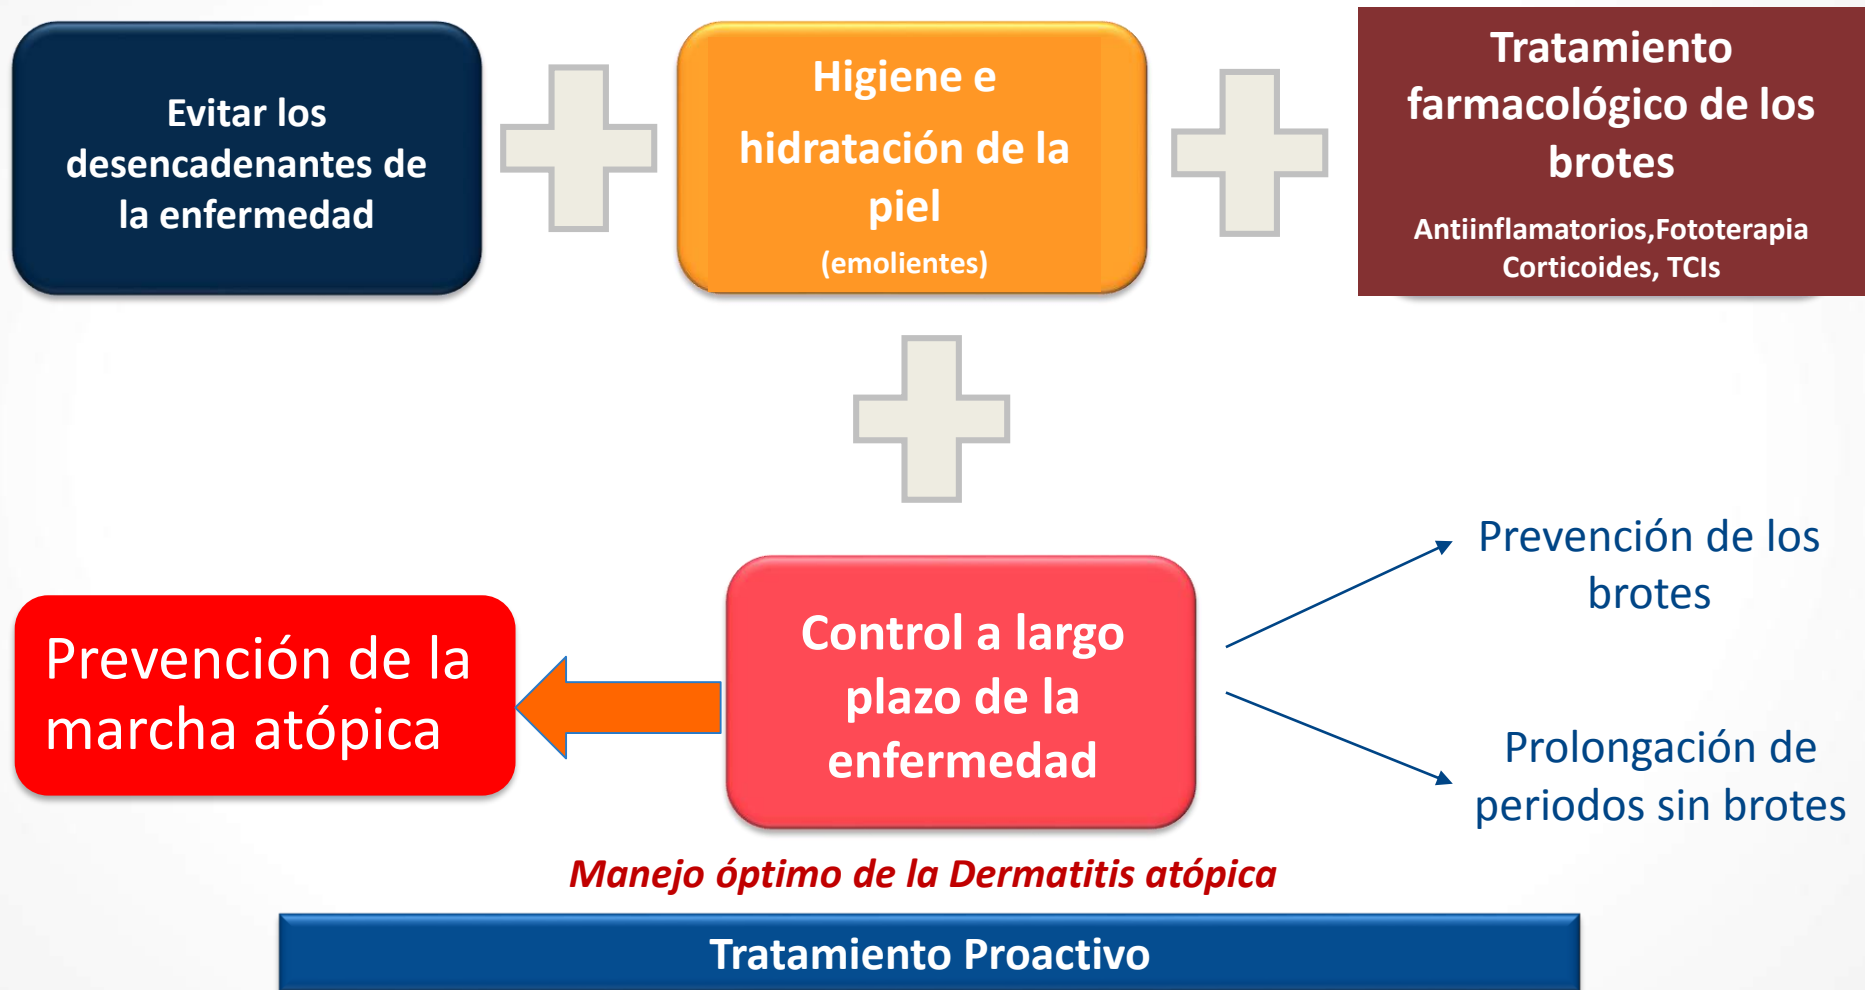 Evitar los
desencadenantes de
la enfermedad
Higiene e
hidratación de la
piel
(emolientes)
Tratamiento
farmacológico de los
brotes
Antiinflamatorios,Fototerapia
Corticoides, TCIs
Prevención de la
marcha atópica
Control a largo
plazo de la
enfermedad
Prevención de los
brotes
Prolongación de
periodos sin brotes
Manejo óptimo de la Dermatitis atópica
Tratamiento Proactivo